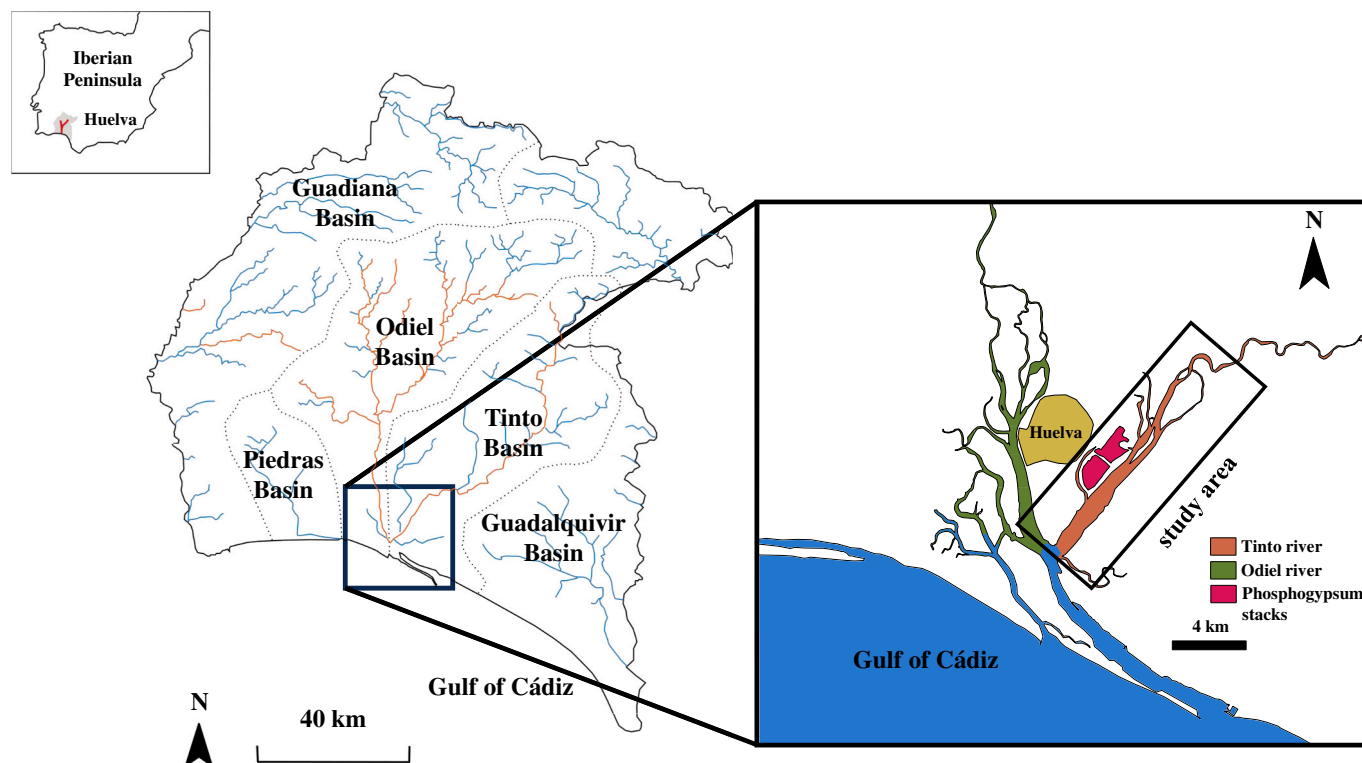 Iberian
Peninsula
Huelva
Guadiana
Basin
Odiel
Basin
Tinto
Basin
Piedras
Basin
Guadalquivir
Basin
Gulf of Cádiz
N
40 km
N
Huelva
study area
Tinto river
Odiel river
Phosphogypsum
stacks
4 km
Gulf of Cádiz